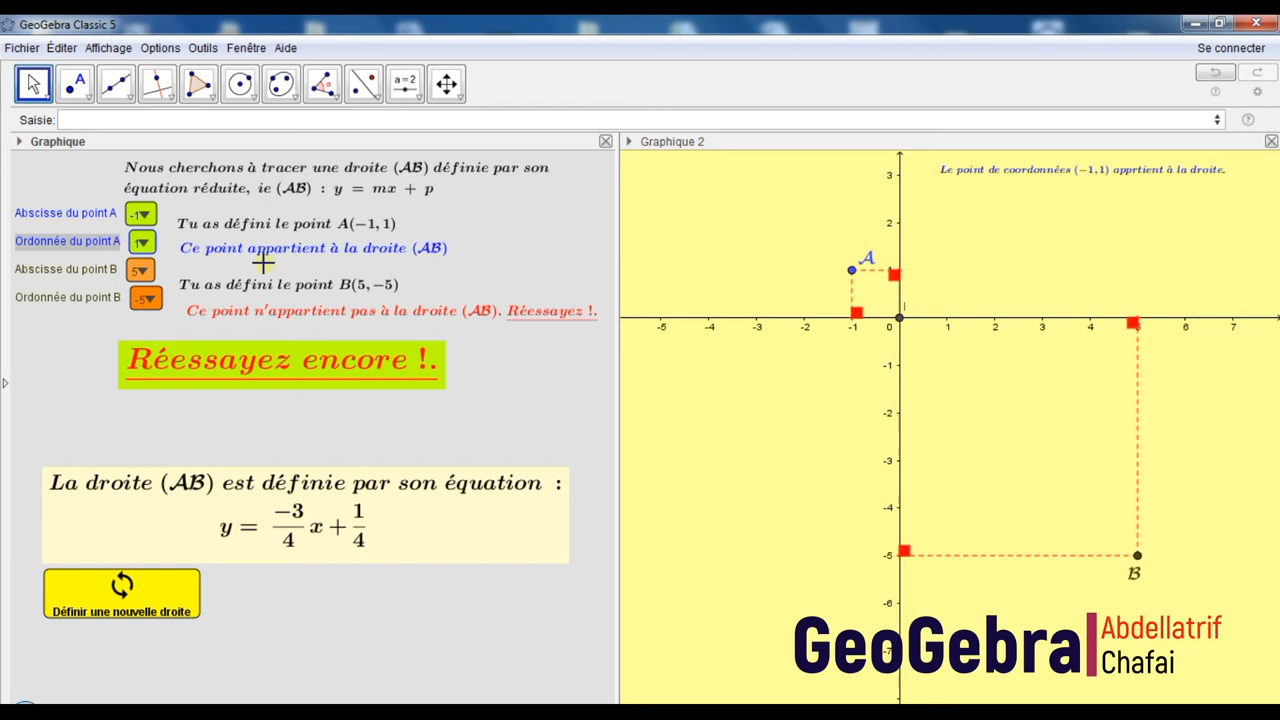 GeoGebra Classic 5
Fichier Éditer Affichage Options Outils Fenêtre Aide
Se connecter
A
α
a=2
Saisie:
Graphique
Graphique 2
Nous cherchons à tracer une droite (AB) définie par son
équation réduite, ie (AB) : y = mx + p
Abscisse du point A -1
Tu as défini le point A(−1, 1)
Ordonnée du point A 1
Ce point appartient à la droite (AB)
Abscisse du point B 5
Tu as défini le point B(5, −5)
Ordonnée du point B -5
Ce point n'appartient pas à la droite (AB). Réessayez !.
Réessayez encore !.
La droite (AB) est définie par son équation :
y = −3/4 x + 1/4
Définir une nouvelle droite
Le point de coordonnées (−1, 1) apprtient à la droite.
3
2
A
1
-5 -4 -3 -2 -1 0 1 2 3 4 5 6 7
-1
-2
-3
-4
-5
B
-6
-7
GeoGebra
Abdellatrif
Chafai